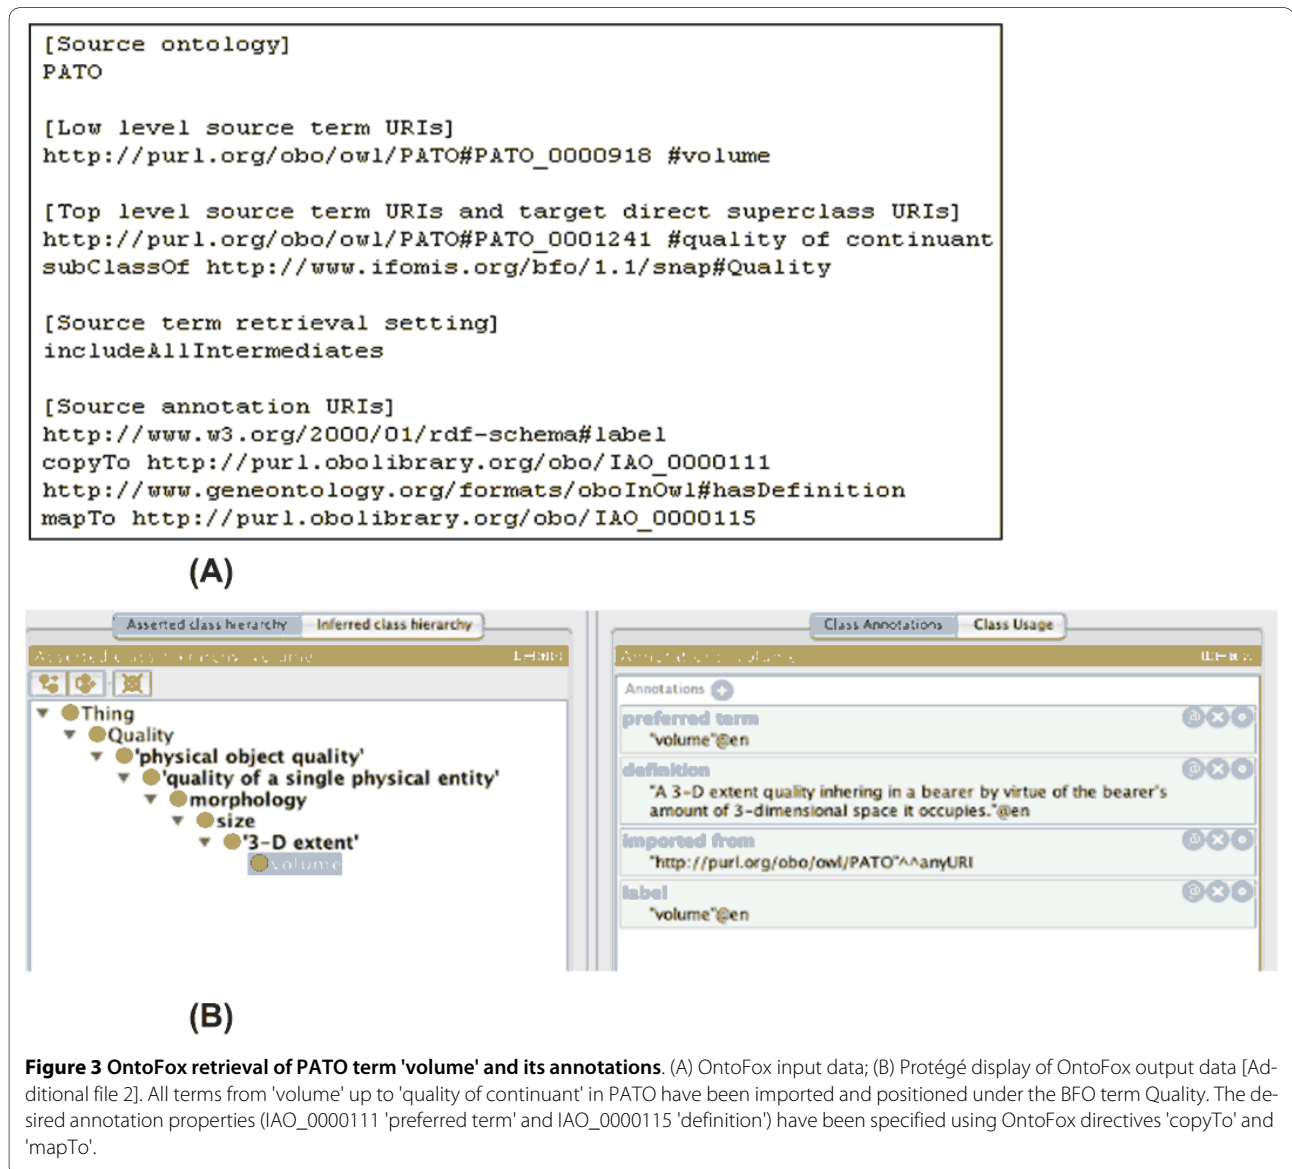 [Source ontology]
PATO
[Low level source term URIs]
http://purl.org/obo/owl/PATO#PATO_0000918 #volume
[Top level source term URIs and target direct superclass URIs]
http://purl.org/obo/owl/PATO#PATO_0001241 #quality of continuant
subClassOf http://www.ifomis.org/bfo/1.1/snap#Quality
[Source term retrieval setting]
includeAllIntermediates
[Source annotation URIs]
http://www.w3.org/2000/01/rdf-schema#label
copyTo http://purl.obolibrary.org/obo/IAO_0000111
http://www.geneontology.org/formats/oboInOwl#hasDefinition
mapTo http://purl.obolibrary.org/obo/IAO_0000115
(A)
Asserted class hierarchy Inferred class hierarchy
Asserted class hierarchy: volume
Thing
Quality
'physical object quality'
'quality of a single physical entity'
morphology
size
'3-D extent'
volume
Class Annotations Class Usage
Annotations: volume
Annotations
preferred term
"volume"@en
definition
"A 3-D extent quality inhering in a bearer by virtue of the bearer's
amount of 3-dimensional space it occupies."@en
imported from
"http://purl.org/obo/owl/PATO"^^anyURI
label
"volume"@en
(B)
Figure 3 OntoFox retrieval of PATO term 'volume' and its annotations. (A) OntoFox input data; (B) Protégé display of OntoFox output data [Ad-
ditional file 2]. All terms from 'volume' up to 'quality of continuant' in PATO have been imported and positioned under the BFO term Quality. The de-
sired annotation properties (IAO_0000111 'preferred term' and IAO_0000115 'definition') have been specified using OntoFox directives 'copyTo' and
'mapTo'.